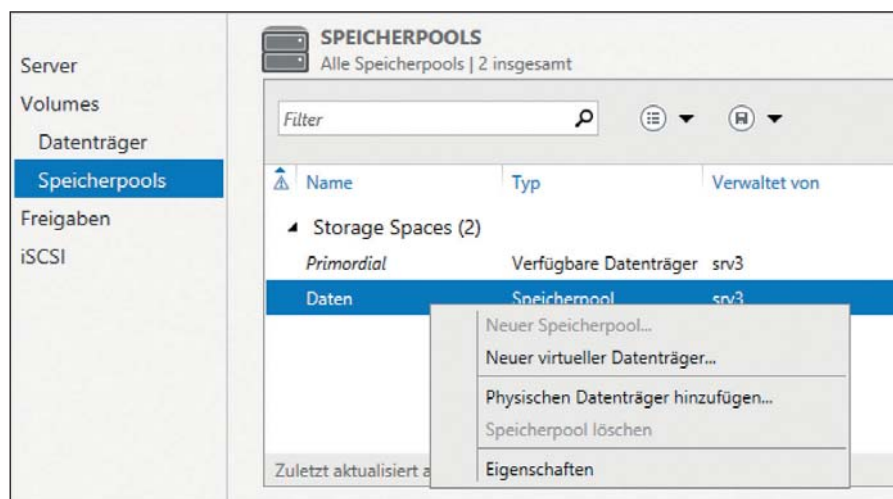 Server
Volumes
Datenträger
Speicherpools
Freigaben
iSCSI
SPEICHERPOOLS
Alle Speicherpools | 2 insgesamt
Filter
Name Typ Verwaltet von
Storage Spaces (2)
Primordial Verfügbare Datenträger srv3
Daten Speicherpool srv3
Neuer Speicherpool...
Neuer virtueller Datenträger...
Physischen Datenträger hinzufügen...
Speicherpool löschen
Eigenschaften
Zuletzt aktualisiert a